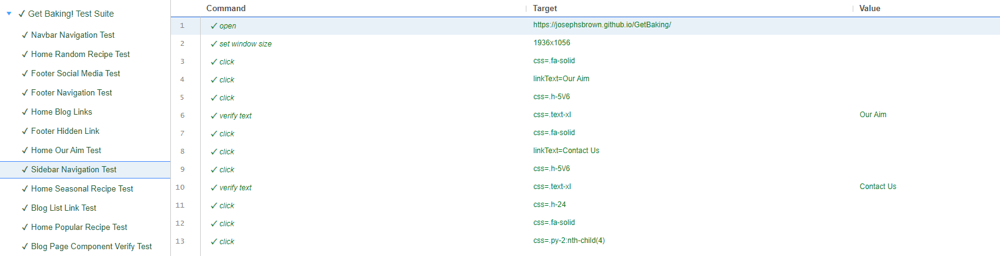 ✓ Get Baking! Test Suite
✓ Navbar Navigation Test
✓ Home Random Recipe Test
✓ Footer Social Media Test
✓ Footer Navigation Test
✓ Home Blog Links
✓ Footer Hidden Link
✓ Home Our Aim Test
✓ Sidebar Navigation Test
✓ Home Seasonal Recipe Test
✓ Blog List Link Test
✓ Home Popular Recipe Test
✓ Blog Page Component Verify Test
Command Target Value
1 ✓ open https://josephsbrown.github.io/GetBaking/
2 ✓ set window size 1936x1056
3 ✓ click css=.fa-solid
4 ✓ click linkText=Our Aim
5 ✓ click css=.h-5\/6
6 ✓ verify text css=.text-xl Our Aim
7 ✓ click css=.fa-solid
8 ✓ click linkText=Contact Us
9 ✓ click css=.h-5\/6
10 ✓ verify text css=.text-xl Contact Us
11 ✓ click css=.h-24
12 ✓ click css=.fa-solid
13 ✓ click css=.py-2:nth-child(4)